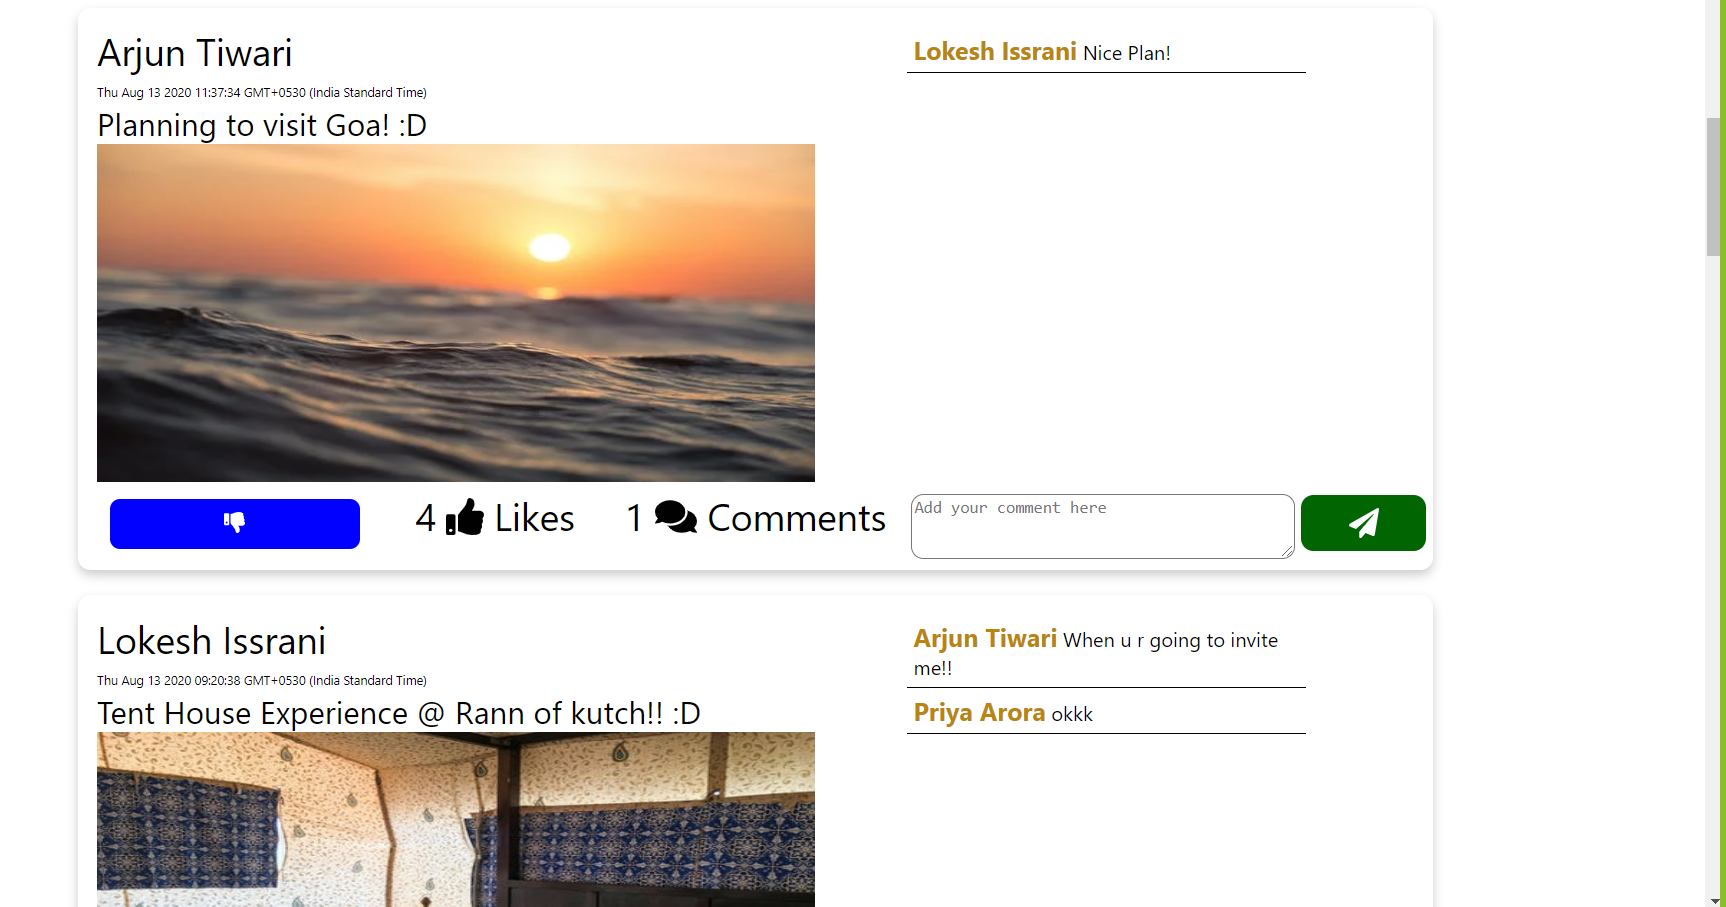 Arjun Tiwari
Thu Aug 13 2020 11:37:34 GMT+0530 (India Standard Time)
Planning to visit Goa! :D
4 Likes
1 Comments
Lokesh Issrani Nice Plan!
Add your comment here
Lokesh Issrani
Thu Aug 13 2020 09:20:38 GMT+0530 (India Standard Time)
Tent House Experience @ Rann of kutch!! :D
Arjun Tiwari When u r going to invite
me!!
Priya Arora okkk